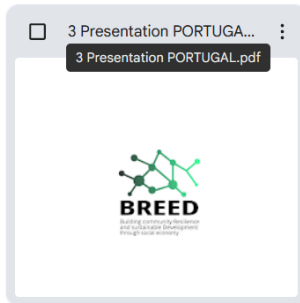 3 Presentation PORTUGA...
3 Presentation PORTUGAL.pdf
BREED
Building community Resilience
and sustainable Development
through social economy